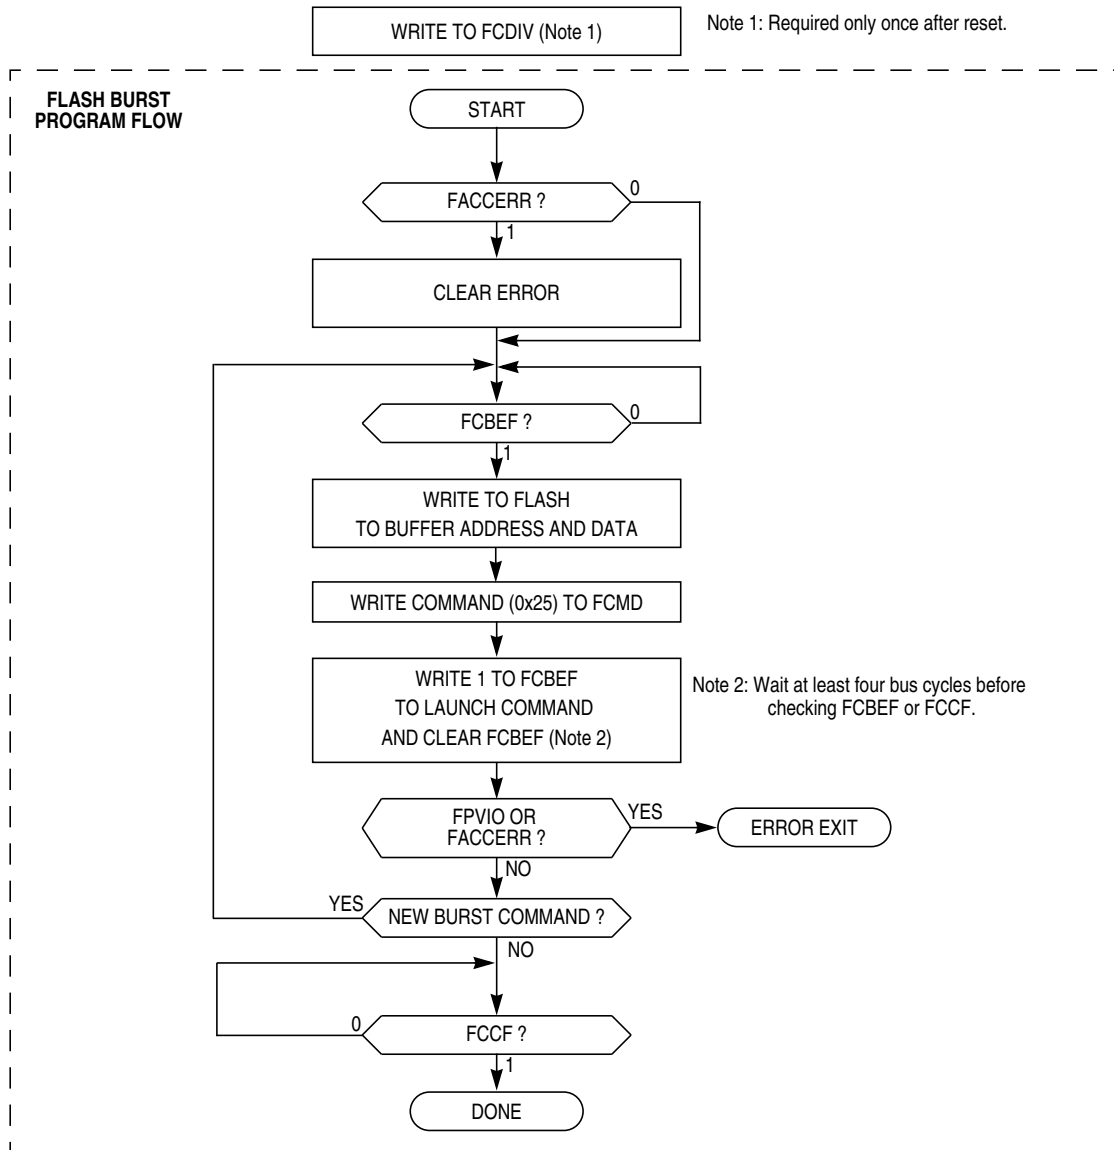 WRITE TO FCDIV (Note 1)
Note 1: Required only once after reset.
FLASH BURST
PROGRAM FLOW
START
FACCERR ?
0
1
CLEAR ERROR
FCBEF ?
0
1
WRITE TO FLASH
TO BUFFER ADDRESS AND DATA
WRITE COMMAND (0x25) TO FCMD
WRITE 1 TO FCBEF
TO LAUNCH COMMAND
AND CLEAR FCBEF (Note 2)
Note 2: Wait at least four bus cycles before
checking FCBEF or FCCF.
FPVIO OR
FACCERR ?
YES
ERROR EXIT
NO
YES
NEW BURST COMMAND ?
NO
0
FCCF ?
1
DONE